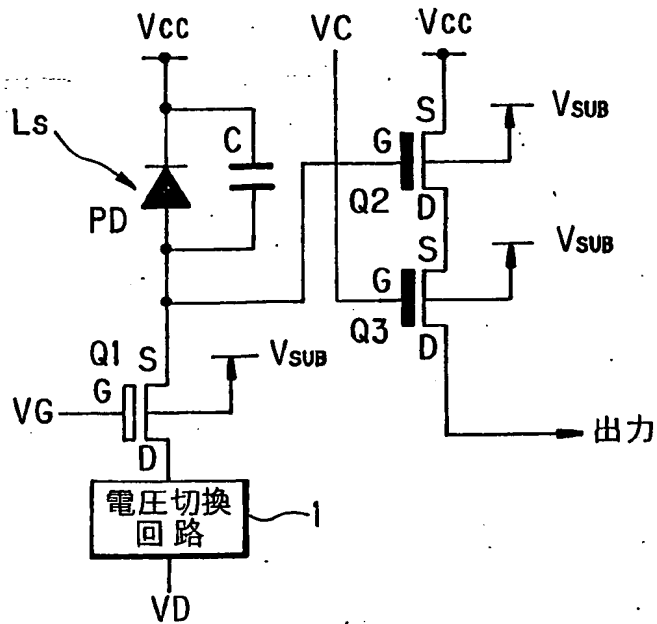 Vcc
VC
Vcc
Ls
PD
C
G
S
Q2
D
VSUB
G
S
Q3
D
VSUB
Q1
S
G
D
VG
VSUB
出力
電圧切換
回路
1
VD